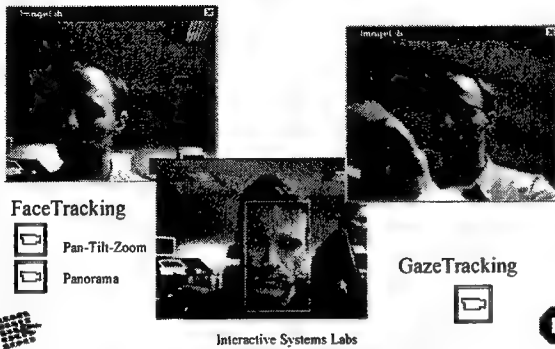 ImageLab
ImageLab
FaceTracking
Pan-Tilt-Zoom
Panorama
GazeTracking
Interactive Systems Labs